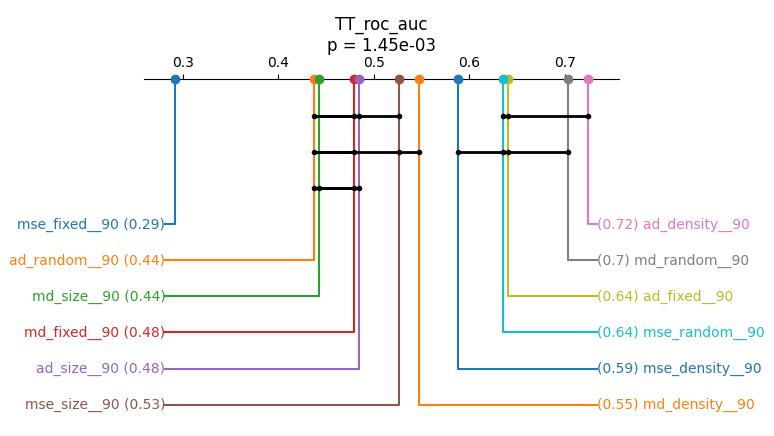 TT_roc_auc
p = 1.45e-03
0.3 0.4 0.5 0.6 0.7
mse_fixed__90 (0.29) (0.72) ad_density__90
ad_random__90 (0.44) (0.7) md_random__90
md_size__90 (0.44) (0.64) ad_fixed__90
md_fixed__90 (0.48) (0.64) mse_random__90
ad_size__90 (0.48) (0.59) mse_density__90
mse_size__90 (0.53) (0.55) md_density__90